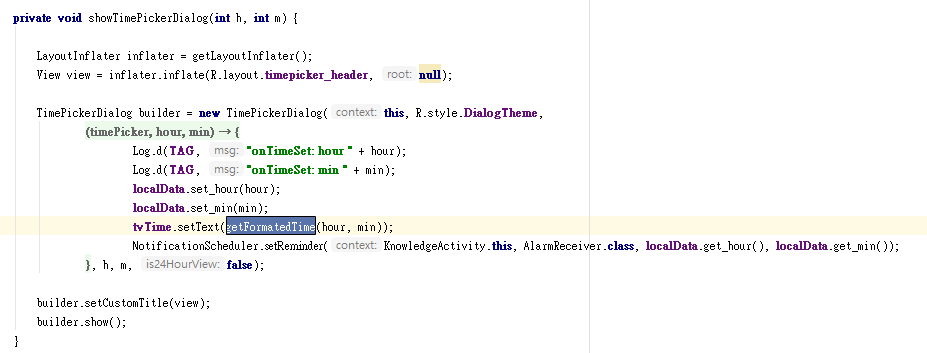 private void showTimePickerDialog(int h, int m) {
LayoutInflater inflater = getLayoutInflater();
View view = inflater.inflate(R.layout.timepicker_header, root: null);
TimePickerDialog builder = new TimePickerDialog( context: this, R.style.DialogTheme,
(timePicker, hour, min) → {
Log.d(TAG, msg: "onTimeSet: hour " + hour);
Log.d(TAG, msg: "onTimeSet: min " + min);
localData.set_hour(hour);
localData.set_min(min);
tvTime.setText(getFormatedTime(hour, min));
NotificationScheduler.setReminder( context: KnowledgeActivity.this, AlarmReceiver.class, localData.get_hour(), localData.get_min());
}, h, m, is24HourView: false);
builder.setCustomTitle(view);
builder.show();
}